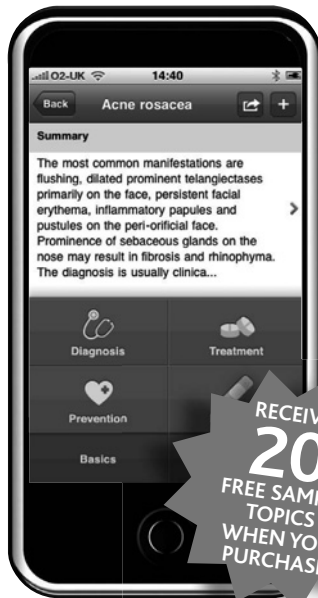 O2-UK 14:40
Back Acne rosacea +
Summary
The most common manifestations are
flushing, dilated prominent telangiectases
primarily on the face, persistent facial
erythema, inflammatory papules and
pustules on the peri-orificial face.
Prominence of sebaceous glands on the
nose may result in fibrosis and rhinophyma.
The diagnosis is usually clinica...
Diagnosis Treatment
Prevention
Basics
RECEIV
20
FREE SAM
TOPICS
WHEN YO
PURCHAS